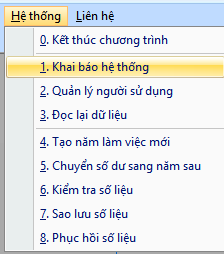 Hệ thống Liên hệ
0. Kết thúc chương trình
1. Khai báo hệ thống
2. Quản lý người sử dụng
3. Đọc lại dữ liệu
4. Tạo năm làm việc mới
5. Chuyển số dư sang năm sau
6. Kiểm tra số liệu
7. Sao lưu số liệu
8. Phục hồi số liệu